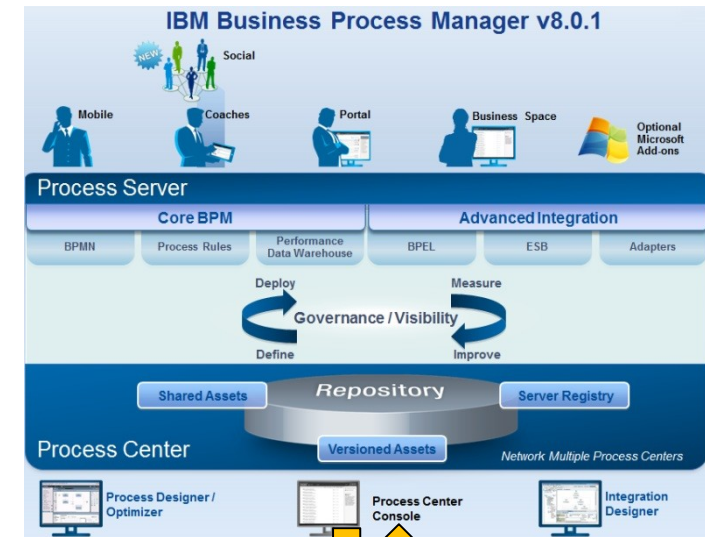 IBM Business Process Manager v8.0.1
NEW
Social
Mobile
Coaches
Portal
Business Space
Optional
Microsoft
Add-ons
Process Server
Core BPM
Advanced Integration
BPMN
Process Rules
Performance
Data Warehouse
BPEL
ESB
Adapters
Deploy
Measure
Governance / Visibility
Define
Improve
Repository
Shared Assets
Server Registry
Versioned Assets
Process Center
Network Multiple Process Centers
Process Designer /
Optimizer
Process Center
Console
Integration
Designer